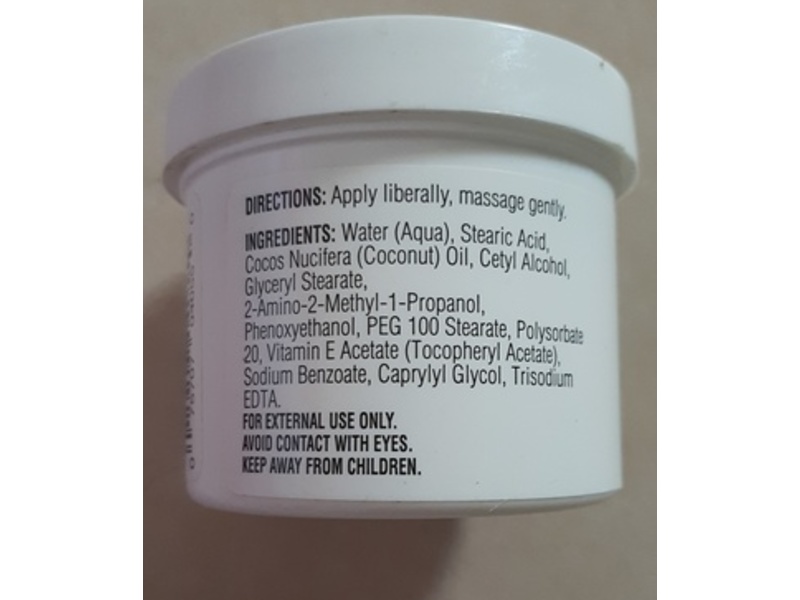 DIRECTIONS: Apply liberally, massage gently.
INGREDIENTS: Water (Aqua), Stearic Acid,
Cocos Nucifera (Coconut) Oil, Cetyl Alcohol,
Glyceryl Stearate,
2-Amino-2-Methyl-1-Propanol,
Phenoxyethanol, PEG 100 Stearate, Polysorbate
20, Vitamin E Acetate (Tocopheryl Acetate),
Sodium Benzoate, Caprylyl Glycol, Trisodium
EDTA.
FOR EXTERNAL USE ONLY.
AVOID CONTACT WITH EYES.
KEEP AWAY FROM CHILDREN.